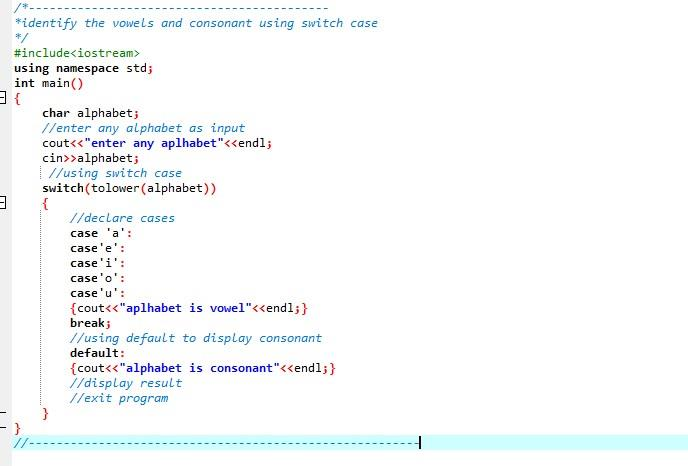 /*-------------------------------------------
*identify the vowels and consonant using switch case
*/
#include<iostream>
using namespace std;
int main()
{
char alphabet;
//enter any alphabet as input
cout<<"enter any aplhabet"<<endl;
cin>>alphabet;
//using switch case
switch(tolower(alphabet))
{
//declare cases
case 'a':
case'e':
case'i':
case'o':
case'u':
{cout<<"aplhabet is vowel"<<endl;}
break;
//using default to display consonant
default:
{cout<<"alphabet is consonant"<<endl;}
//display result
//exit program
}
}
//--------------------------------------------------------